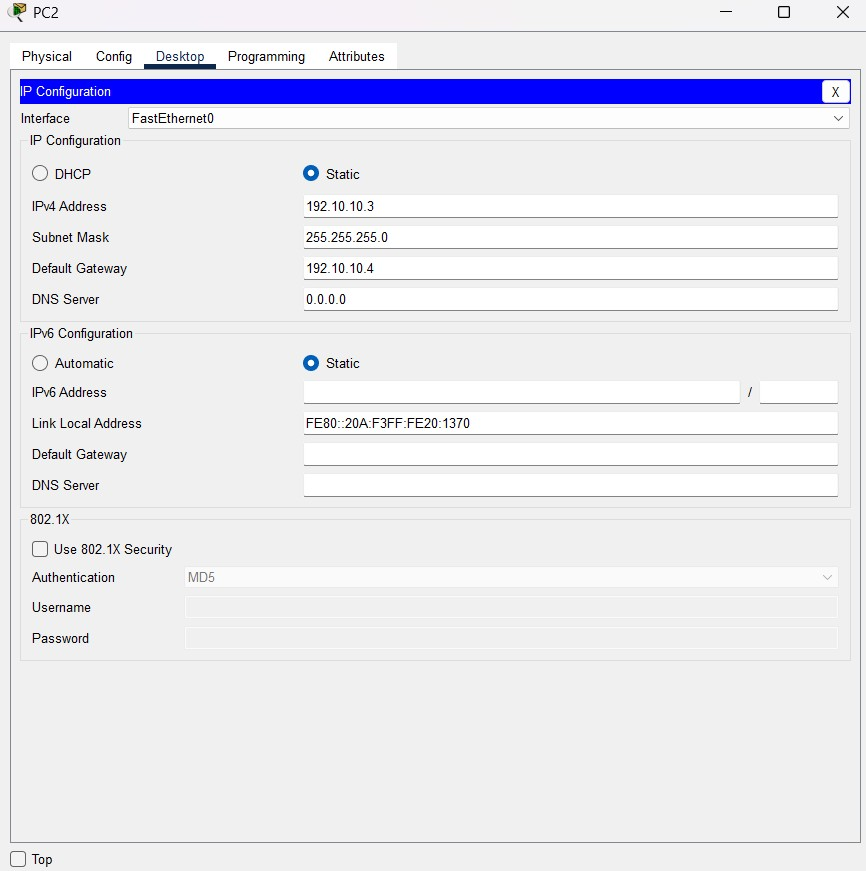 PC2
Physical Config Desktop Programming Attributes
IP Configuration X
Interface FastEthernet0
IP Configuration
DHCP Static
IPv4 Address 192.10.10.3
Subnet Mask 255.255.255.0
Default Gateway 192.10.10.4
DNS Server 0.0.0.0
IPv6 Configuration
Automatic Static
IPv6 Address /
Link Local Address FE80::20A:F3FF:FE20:1370
Default Gateway
DNS Server
802.1X
Use 802.1X Security
Authentication MD5
Username
Password
Top